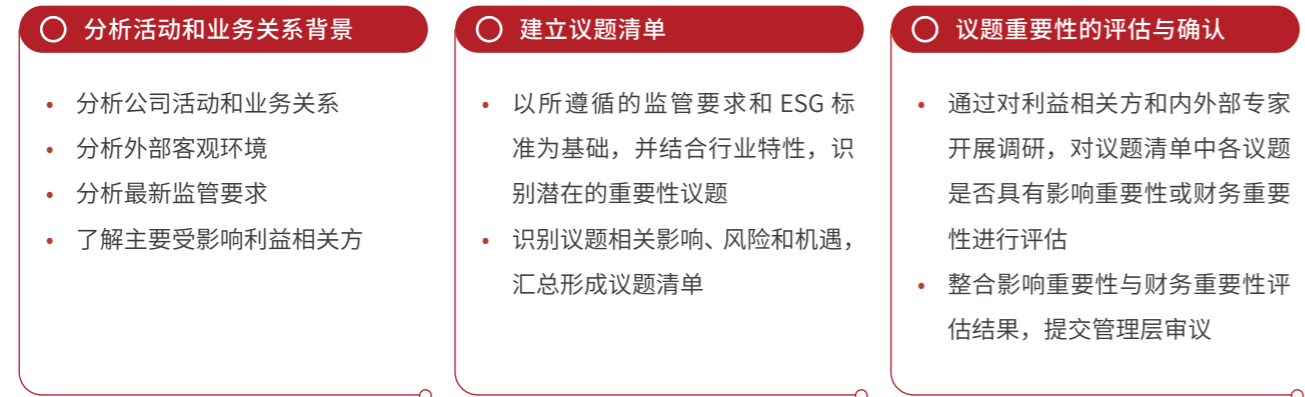 分析活动和业务关系背景
• 分析公司活动和业务关系
• 分析外部客观环境
• 分析最新监管要求
• 了解主要受影响利益相关方
建立议题清单
• 以所遵循的监管要求和 ESG 标
准为基础，并结合行业特性，识
别潜在的重要性议题
• 识别议题相关影响、风险和机遇，
汇总形成议题清单
议题重要性的评估与确认
• 通过对利益相关方和内外部专家
开展调研，对议题清单中各议题
是否具有影响重要性或财务重要
性进行评估
• 整合影响重要性与财务重要性评
估结果，提交管理层审议